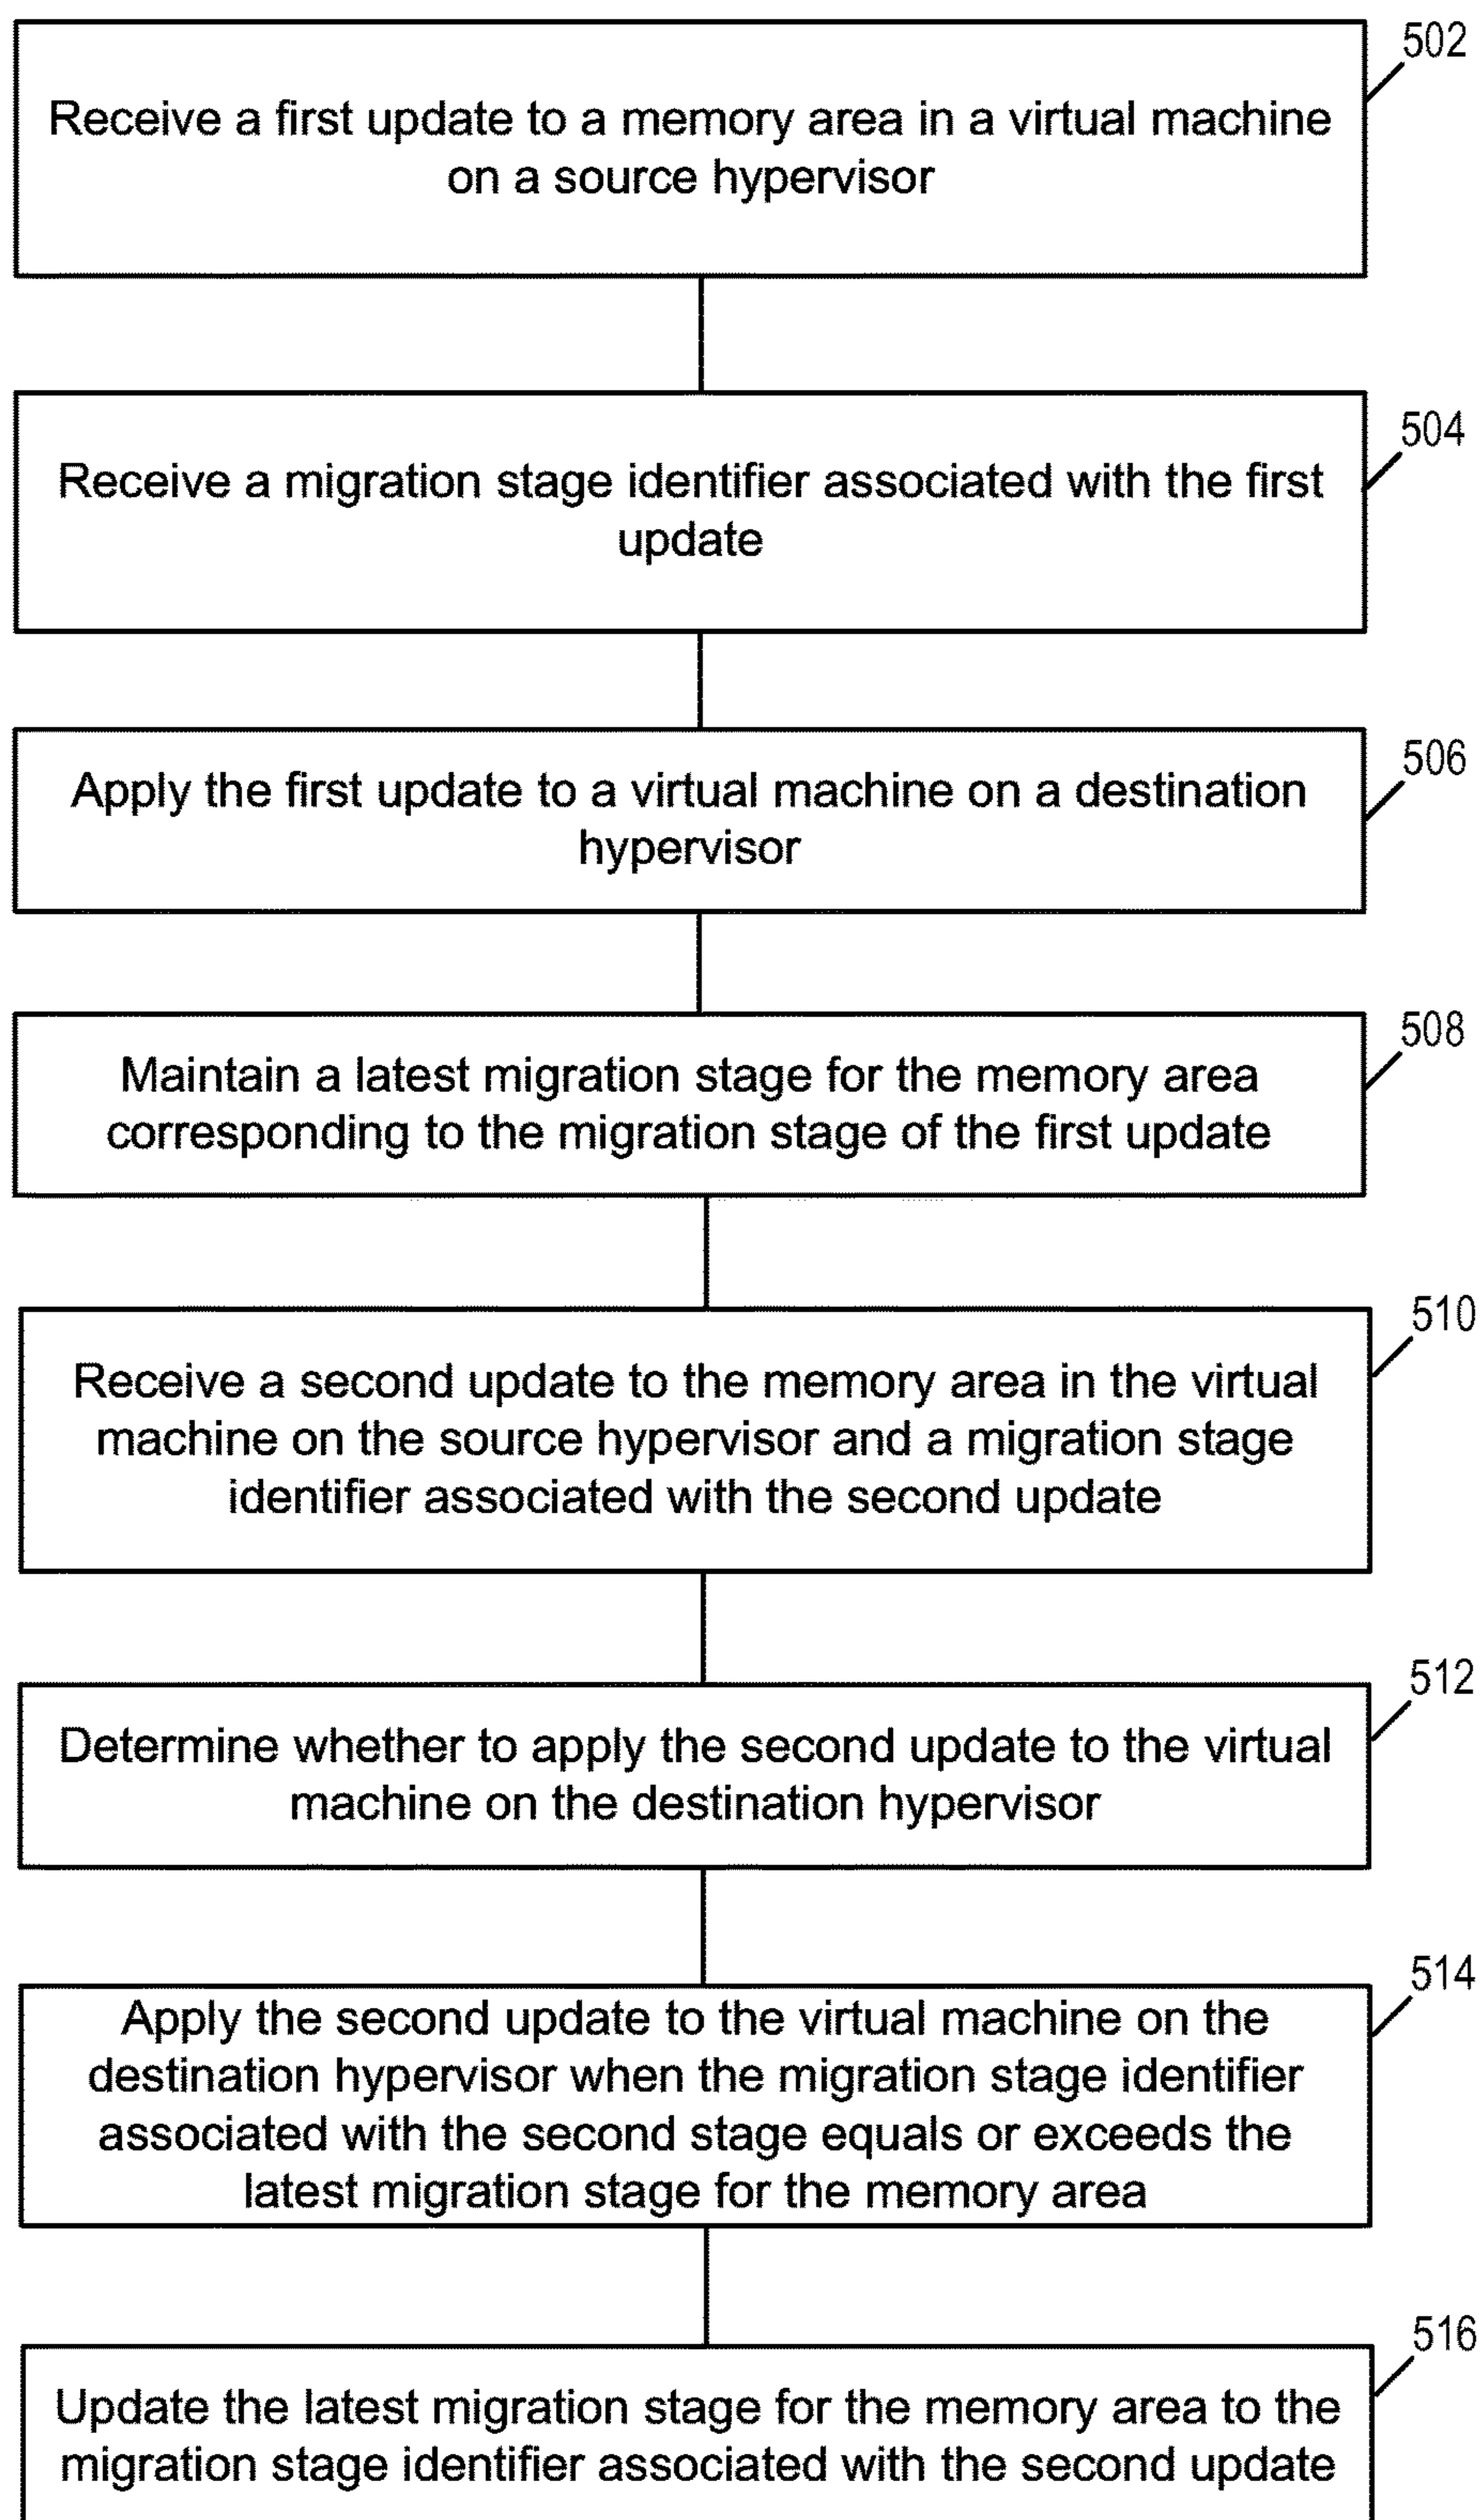 502
Receive a first update to a memory area in a virtual machine
on a source hypervisor
504
Receive a migration stage identifier associated with the first
update
506
Apply the first update to a virtual machine on a destination
hypervisor
508
Maintain a latest migration stage for the memory area
corresponding to the migration stage of the first update
510
Receive a second update to the memory area in the virtual
machine on the source hypervisor and a migration stage
identifier associated with the second update
512
Determine whether to apply the second update to the virtual
machine on the destination hypervisor
514
Apply the second update to the virtual machine on the
destination hypervisor when the migration stage identifier
associated with the second stage equals or exceeds the
latest migration stage for the memory area
516
Update the latest migration stage for the memory area to the
migration stage identifier associated with the second update